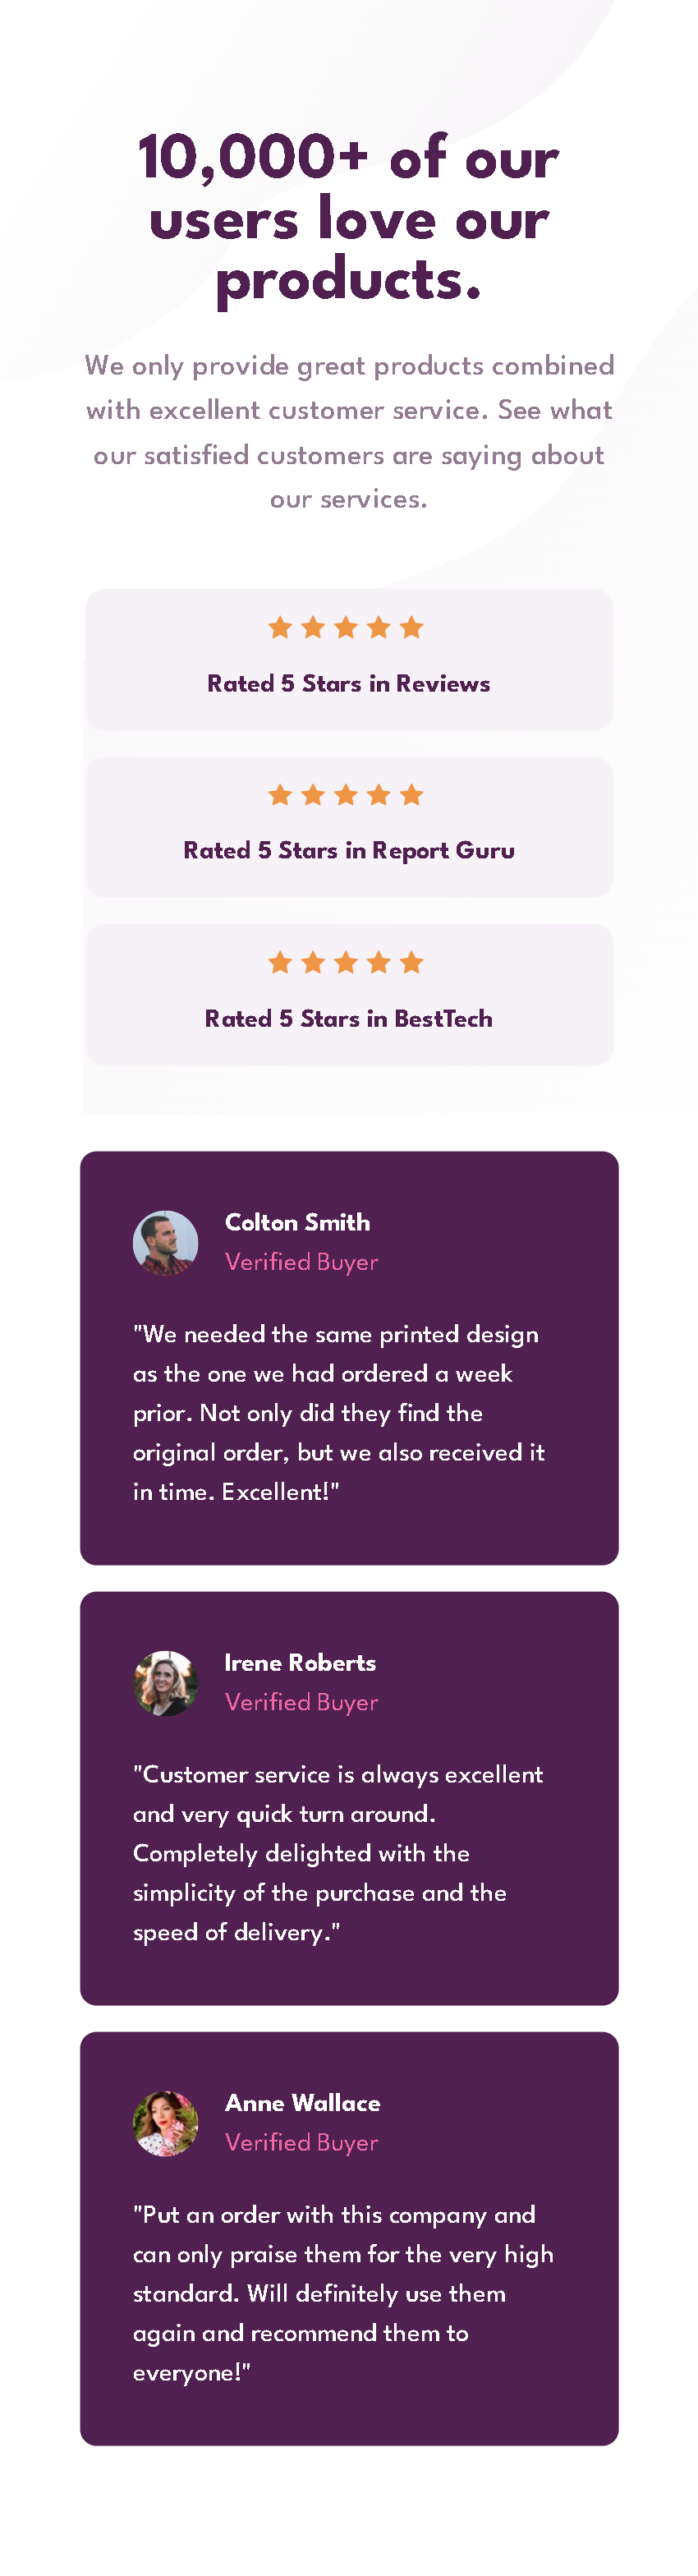 10,000+ of our
users love our
products.
We only provide great products combined
with excellent customer service. See what
our satisfied customers are saying about
our services.
Rated 5 Stars in Reviews
Rated 5 Stars in Report Guru
Rated 5 Stars in BestTech
Colton Smith
Verified Buyer
"We needed the same printed design
as the one we had ordered a week
prior. Not only did they find the
original order, but we also received it
in time. Excellent!"
Irene Roberts
Verified Buyer
"Customer service is always excellent
and very quick turn around.
Completely delighted with the
simplicity of the purchase and the
speed of delivery."
Anne Wallace
Verified Buyer
"Put an order with this company and
can only praise them for the very high
standard. Will definitely use them
again and recommend them to
everyone!"